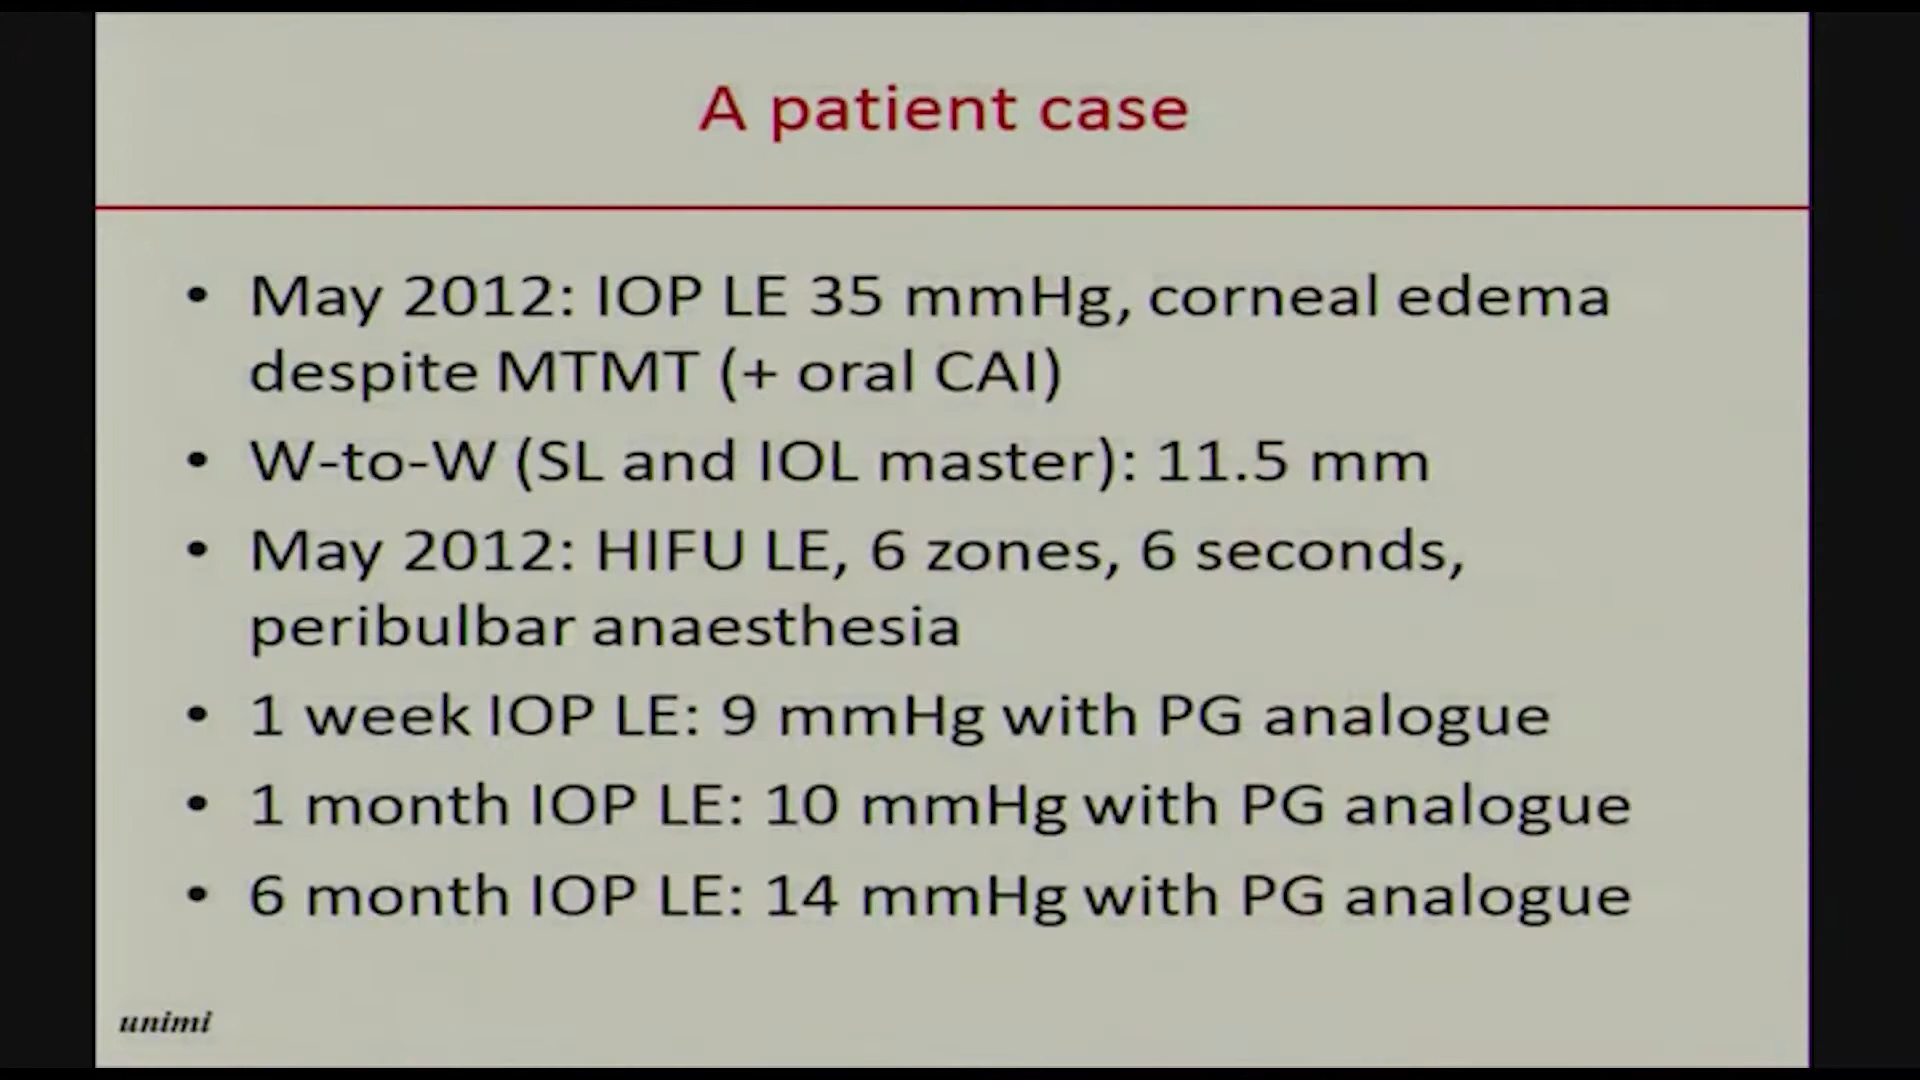 A patient case
• May 2012: IOP LE 35 mmHg, corneal edema
despite MTMT (+ oral CAI)
• W-to-W (SL and IOL master): 11.5 mm
• May 2012: HIFU LE, 6 zones, 6 seconds,
peribulbar anaesthesia
• 1 week IOP LE: 9 mmHg with PG analogue
• 1 month IOP LE: 10 mmHg with PG analogue
• 6 month IOP LE: 14 mmHg with PG analogue
unimi